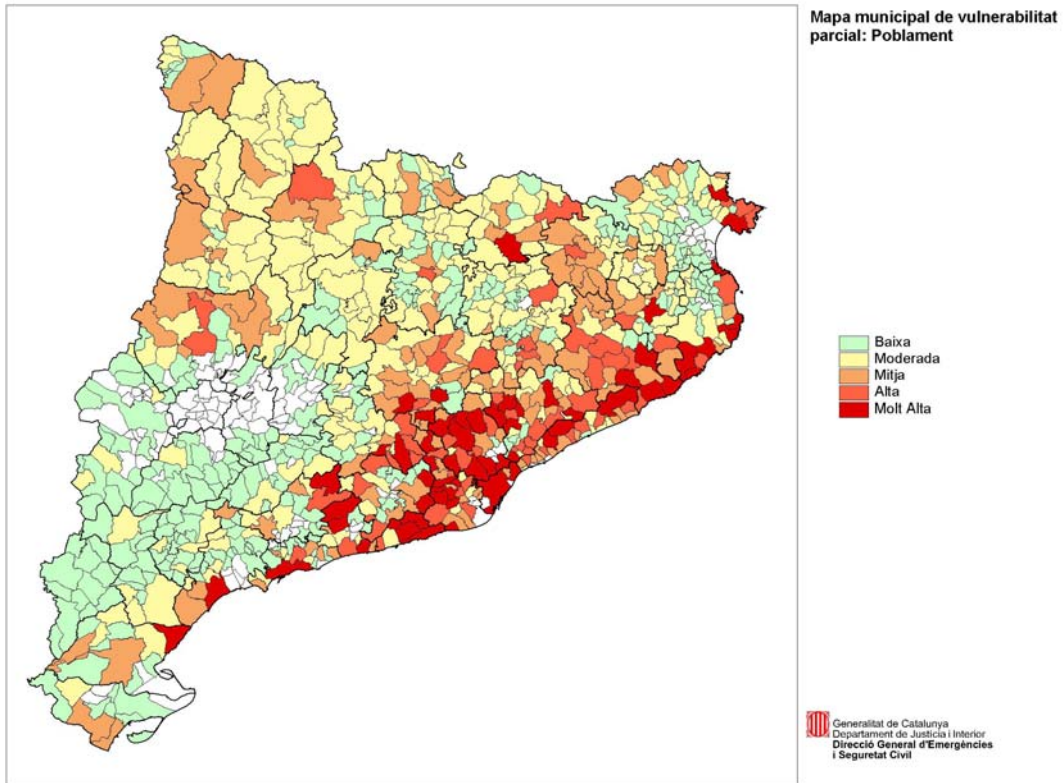 Mapa municipal de vulnerabilitat
parcial: Poblament
Baixa
Moderada
Mitja
Alta
Molt Alta
Generalitat de Catalunya
Departament de Justícia i Interior
Direcció General d'Emergències
i Seguretat Civil